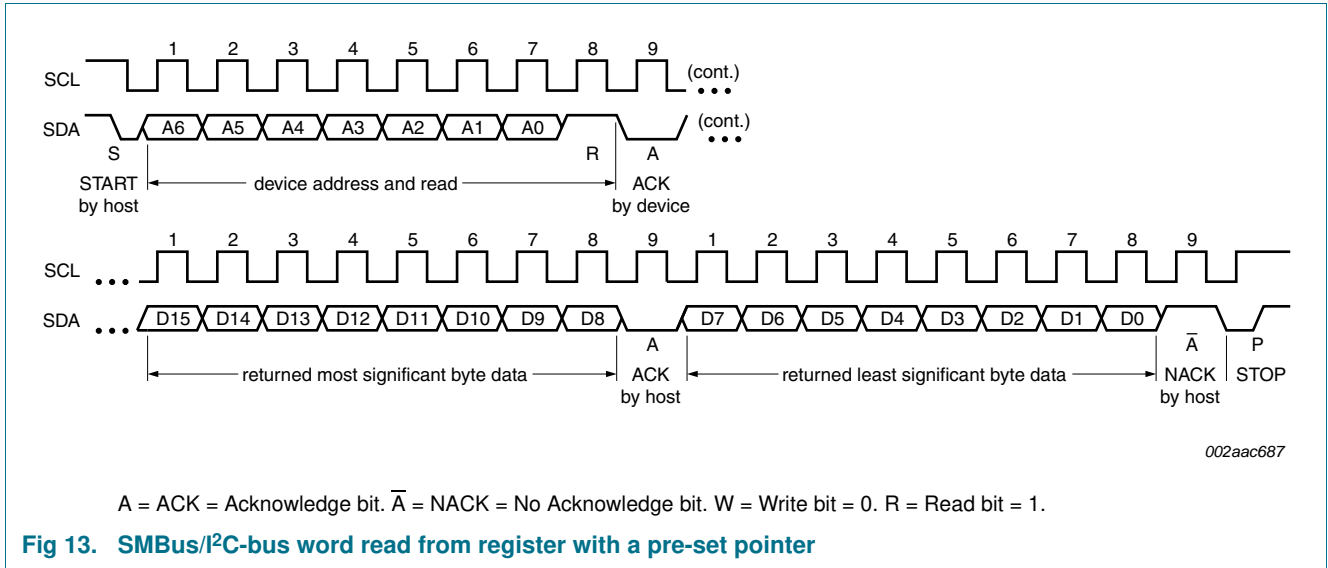 1 2 3 4 5 6 7 8 9
SCL (cont.)
SDA A6 A5 A4 A3 A2 A1 A0 (cont.)
S R A
START device address and read ACK
by host by device
1 2 3 4 5 6 7 8 9 1 2 3 4 5 6 7 8 9
SCL
SDA D15 D14 D13 D12 D11 D10 D9 D8 D7 D6 D5 D4 D3 D2 D1 D0
A A̅ P
returned most significant byte data ACK returned least significant byte data NACK STOP
by host by host
002aac687
A = ACK = Acknowledge bit. A̅ = NACK = No Acknowledge bit. W = Write bit = 0. R = Read bit = 1.
Fig 13. SMBus/I²C-bus word read from register with a pre-set pointer